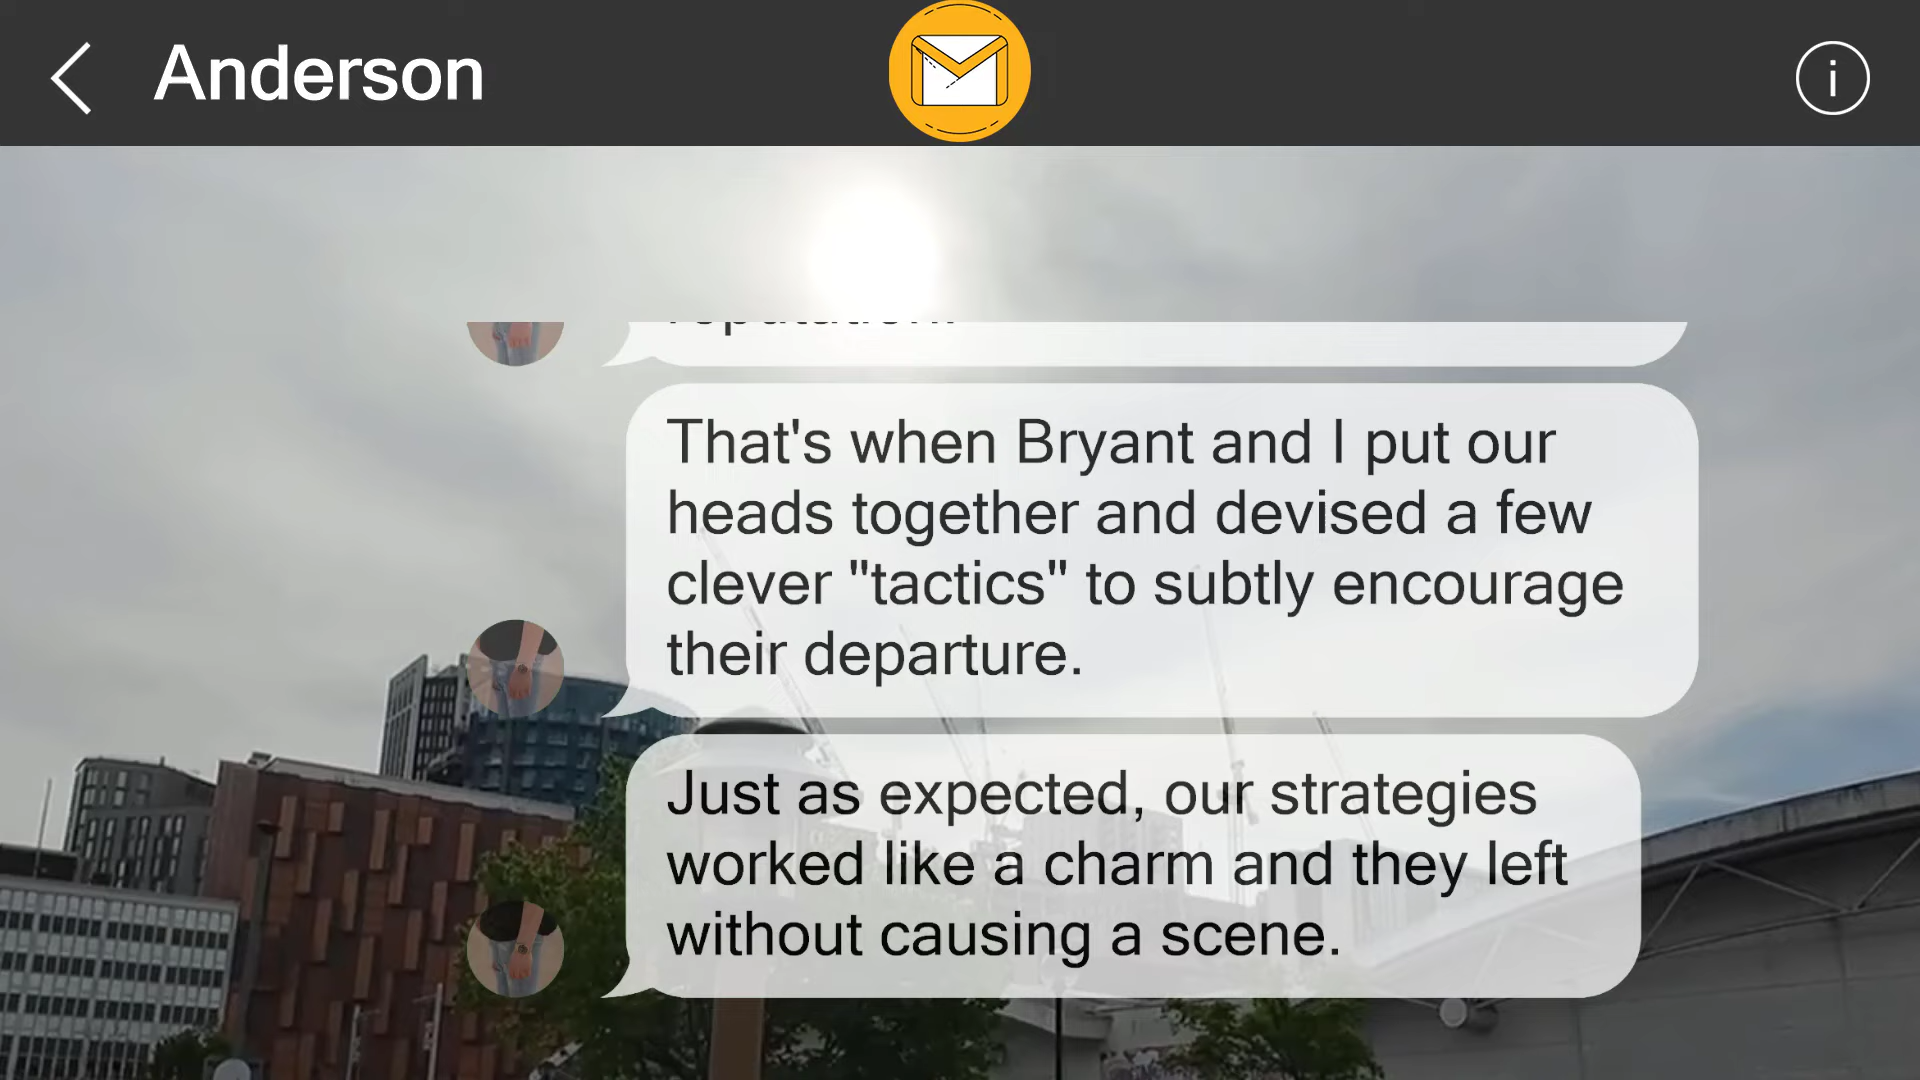 Anderson
That's when Bryant and I put our
heads together and devised a few
clever "tactics" to subtly encourage
their departure.
Just as expected, our strategies
worked like a charm and they left
without causing a scene.